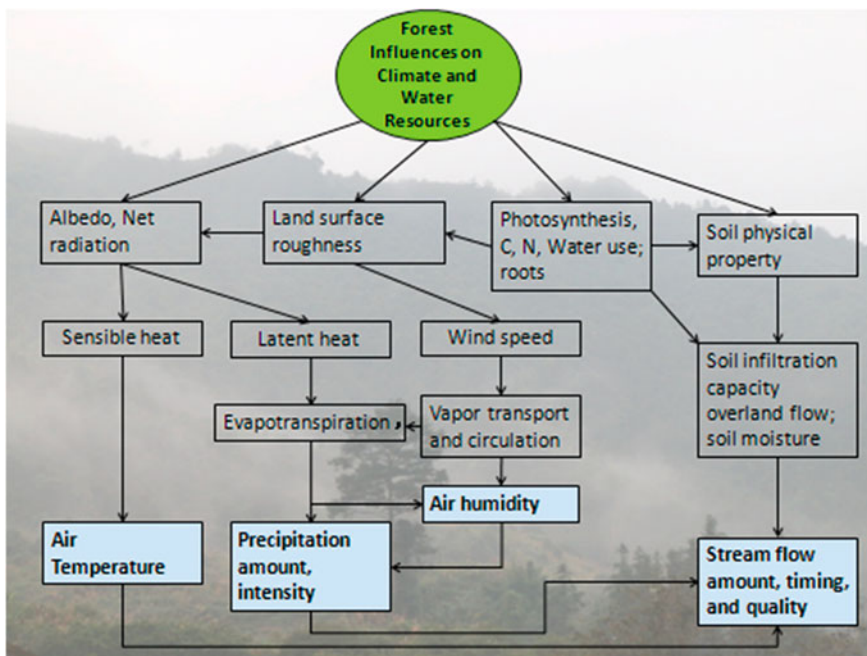 Forest
Influences on
Climate and
Water
Resources
Albedo, Net
radiation
Land surface
roughness
Photosynthesis,
C, N, Water use;
roots
Soil physical
property
Sensible heat
Latent heat
Wind speed
Soil infiltration
capacity
overland flow;
soil moisture
Evapotranspiration,
Vapor transport
and circulation
Air humidity
Air
Temperature
Precipitation
amount,
intensity
Stream flow
amount, timing,
and quality